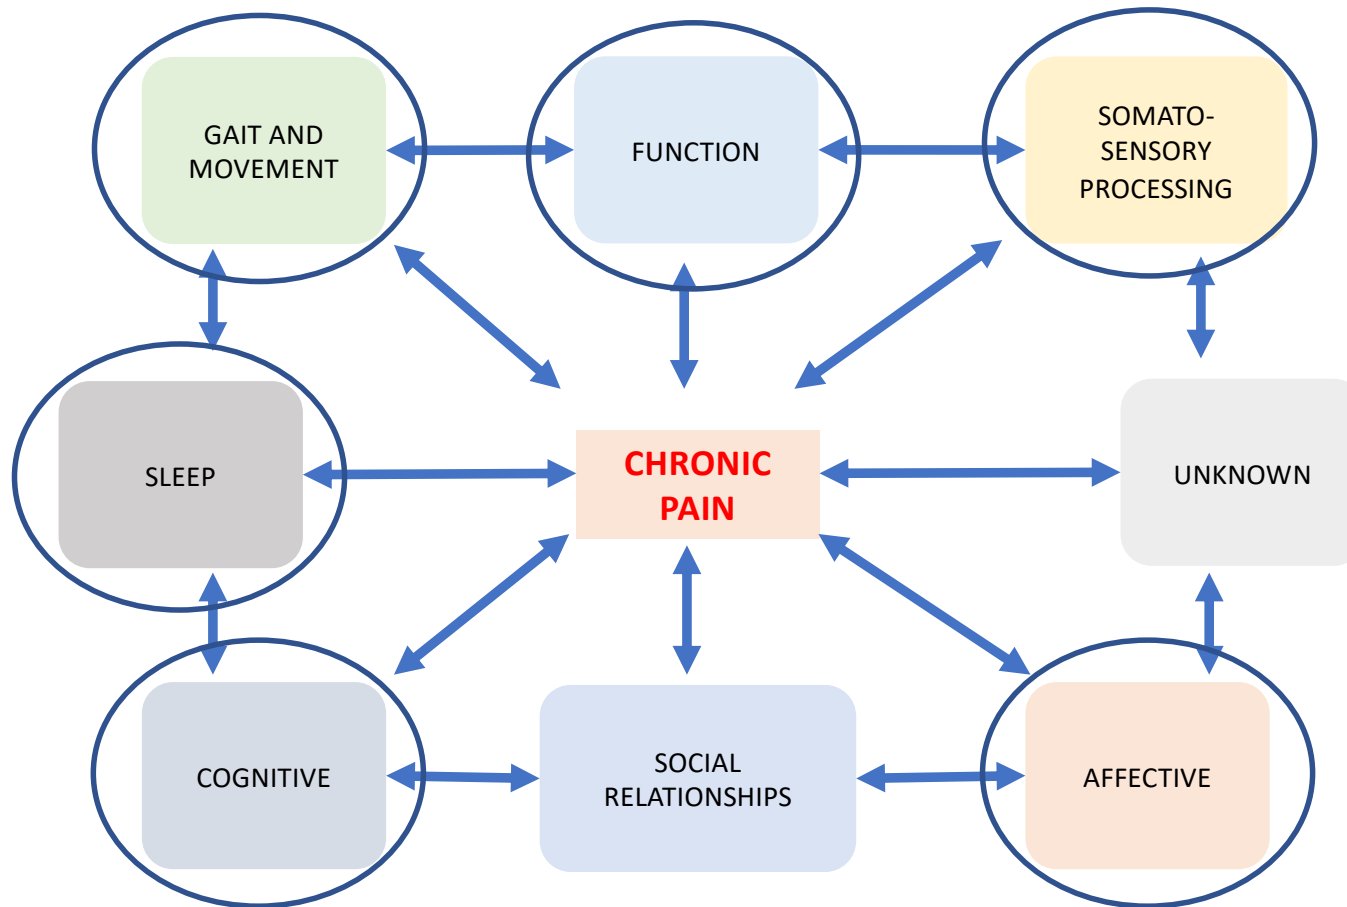 GAIT AND
MOVEMENT
FUNCTION
SOMATO-
SENSORY
PROCESSING
SLEEP
CHRONIC
PAIN
UNKNOWN
COGNITIVE
SOCIAL
RELATIONSHIPS
AFFECTIVE